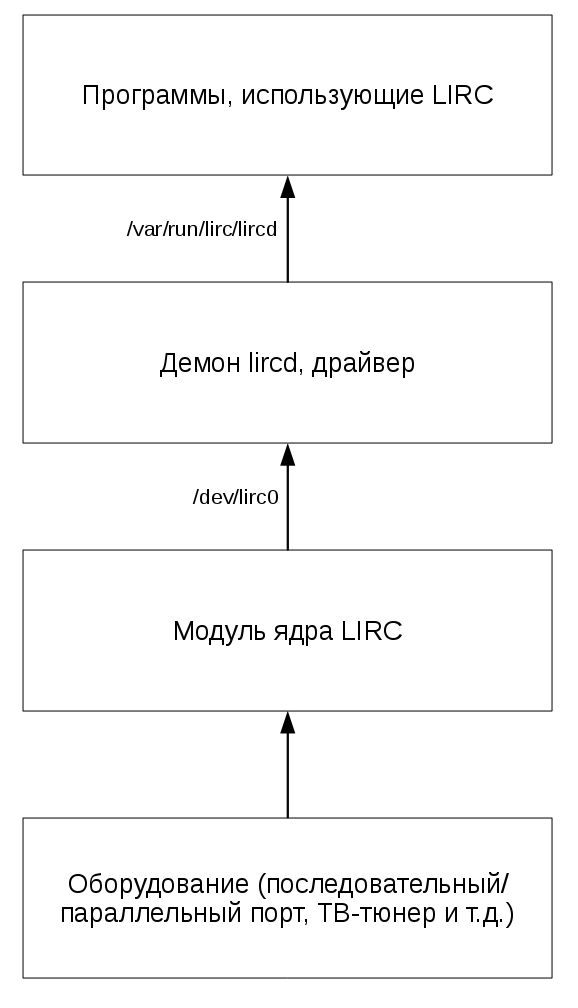 Программы, использующие LIRC
/var/run/lirc/lircd
Демон lircd, драйвер
/dev/lirc0
Модуль ядра LIRC
Оборудование (последовательный/
параллельный порт, ТВ-тюнер и т.д.)